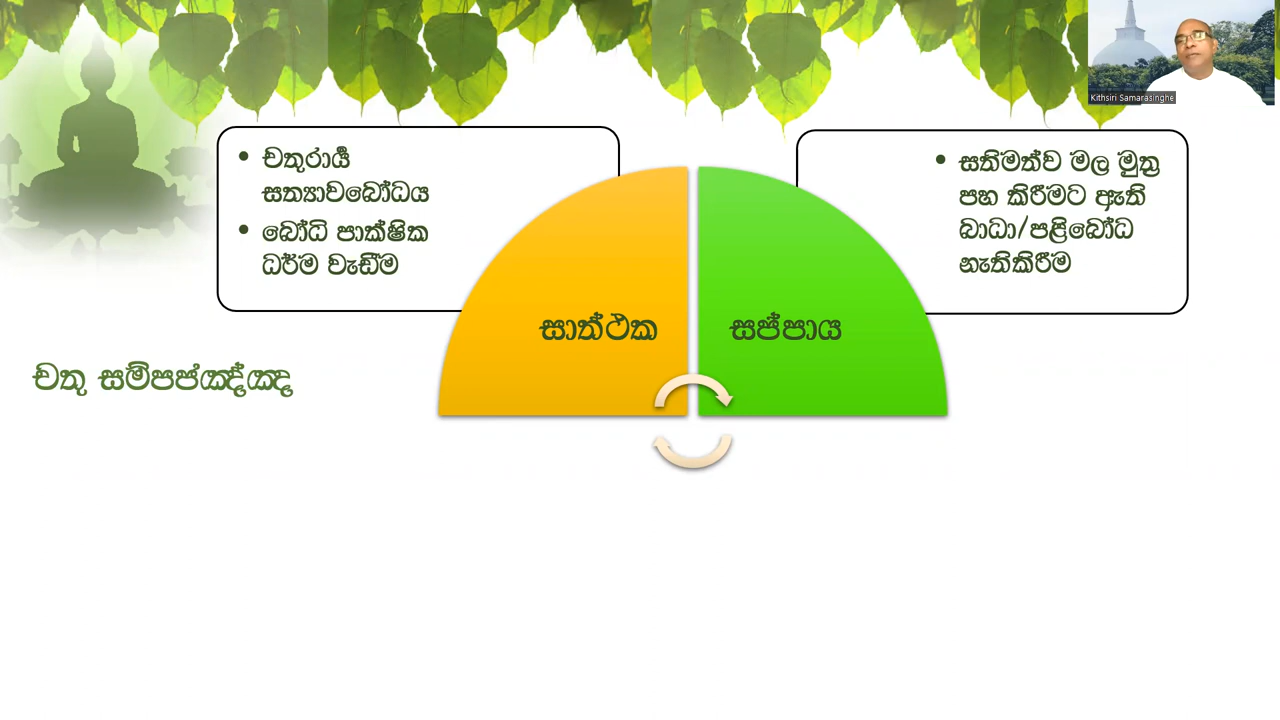 Kithsiri Samarasinghe
චතුරාර්‍ය
සත්‍යාවබෝධය
බෝධි පාක්ෂික
ධර්ම වැඩීම
සතිමත්ව මල මුත්‍ර
පහ කිරීමට ඇති
බාධා/පළිබෝධ
නැතිකිරීම
සාත්ථක
සප්පාය
චතු සම්පජඤ්ඤ